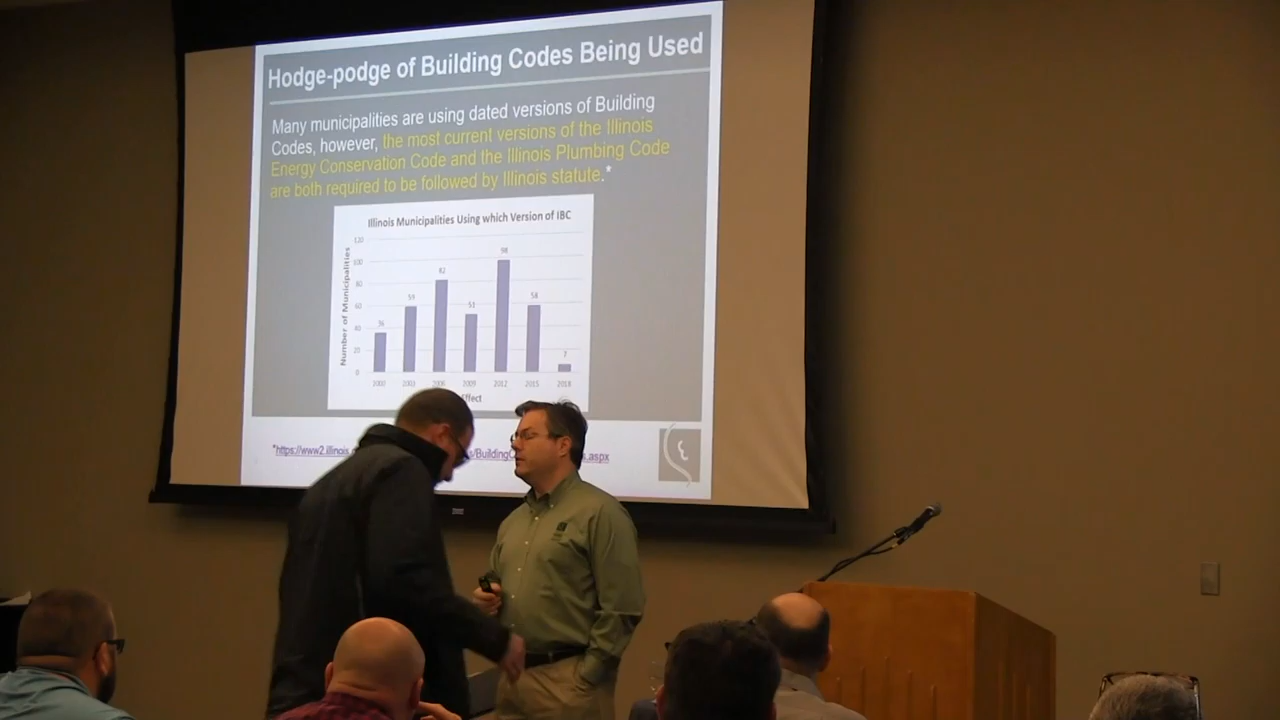 Hodge-podge of Building Codes Being Used
Many municipalities are using dated versions of Building
Codes, however, the most current versions of the Illinois
Energy Conservation Code and the Illinois Plumbing Code
are both required to be followed by Illinois statute.*
Illinois Municipalities Using which Version of IBC
Number of Municipalities
120
100
80
60
40
20
0
36
59
82
51
98
58
7
2000 2003 2006 2009 2012 2015 2018
Effect
*https://www2.illinois. s/BuildingC .aspx